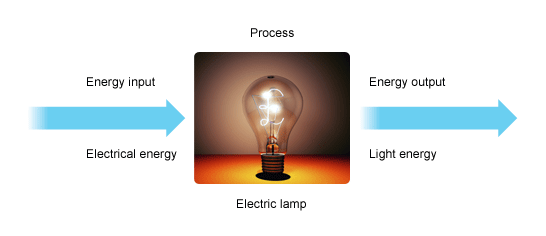 Process
Energy input
Energy output
Electrical energy
Light energy
Electric lamp